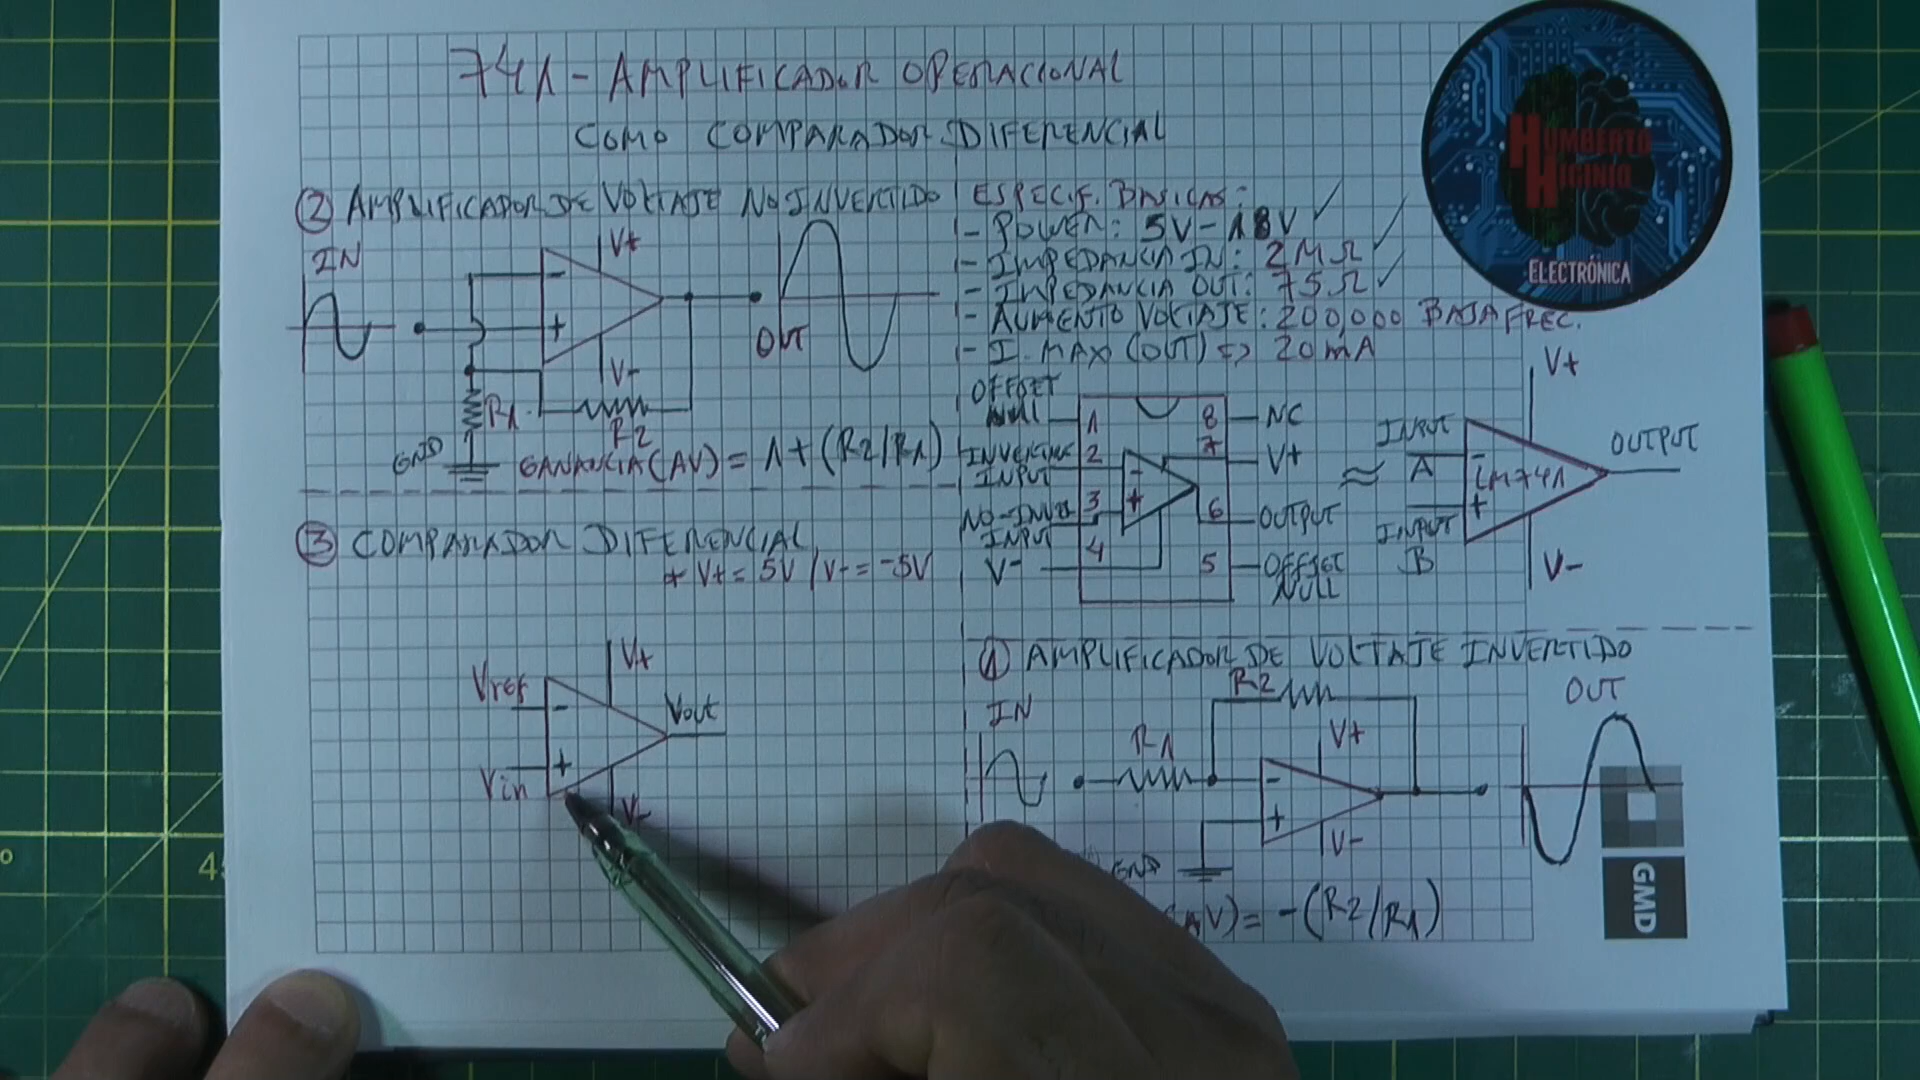 741 - AMPLIFICADOR OPERACIONAL
COMO COMPARADOR DIFERENCIAL
② AMPLIFICADOR DE VOLTAJE NO INVERTIDO
IN
V+
-
+
V-
OUT
R1
R2
GND
GANANCIA (AV) = 1 + (R2/R1)
ESPECIF. BASICAS:
- POWER: 5V - 18V
- IMPEDANCIA IN: 2MΩ
- IMPEDANCIA OUT: 75Ω
- AUMENTO VOLTAJE: 200,000 BAJA FREC.
- I. MAX (OUT) => 20mA
OFFSET NULL 1
INVERTING INPUT 2
INPUT 3
V- 4
8 NC
7 V+
6 OUTPUT
5 OFFSET NULL
-
+
≈
INPUT A
INPUT B
-
+
LM741
V+
V-
OUTPUT
③ COMPARADOR DIFERENCIAL
* V+ = 5V / V- = -5V
Vref
Vin
-
+
V+
V-
Vout
① AMPLIFICADOR DE VOLTAJE INVERTIDO
IN
R1
R2
V+
-
+
V-
OUT
GND
AV) = -(R2/R1)
HUMBERTO
HIGINIO
ELECTRÓNICA
GMD
4